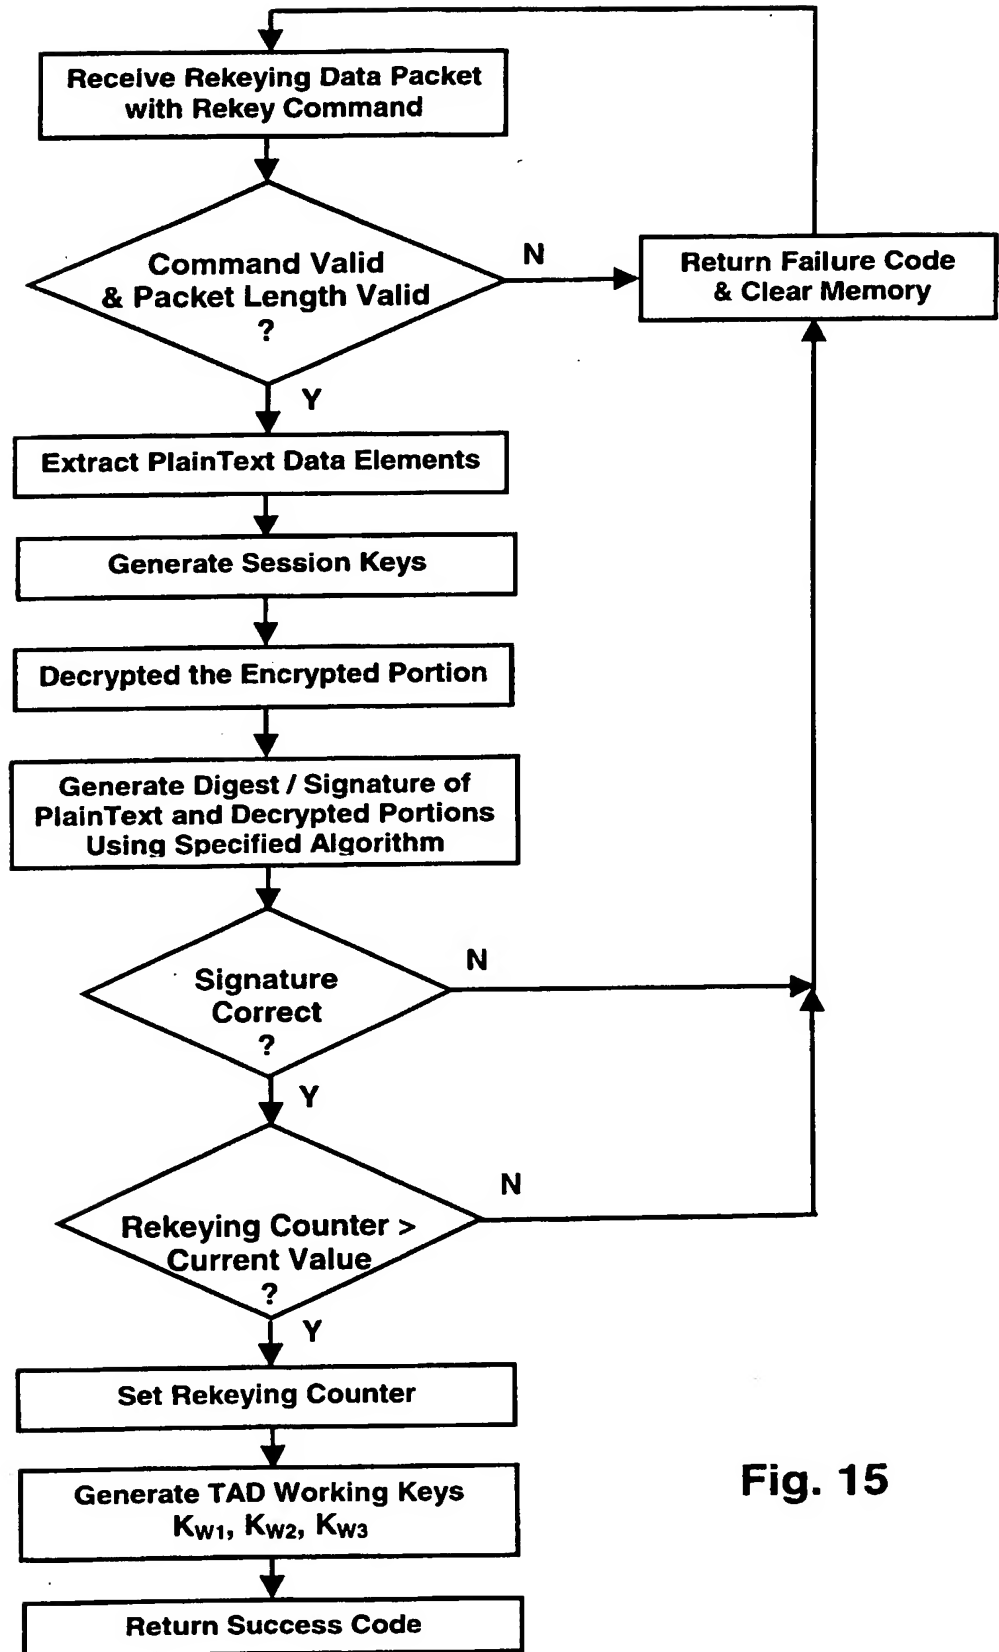 Receive Rekeying Data Packet
with Rekey Command
Command Valid
& Packet Length Valid
?
N
Return Failure Code
& Clear Memory
Y
Extract PlainText Data Elements
Generate Session Keys
Decrypted the Encrypted Portion
Generate Digest / Signature of
PlainText and Decrypted Portions
Using Specified Algorithm
Signature
Correct
?
N
Y
Rekeying Counter >
Current Value
?
N
Y
Set Rekeying Counter
Generate TAD Working Keys
KW1, KW2, KW3
Return Success Code
Fig. 15